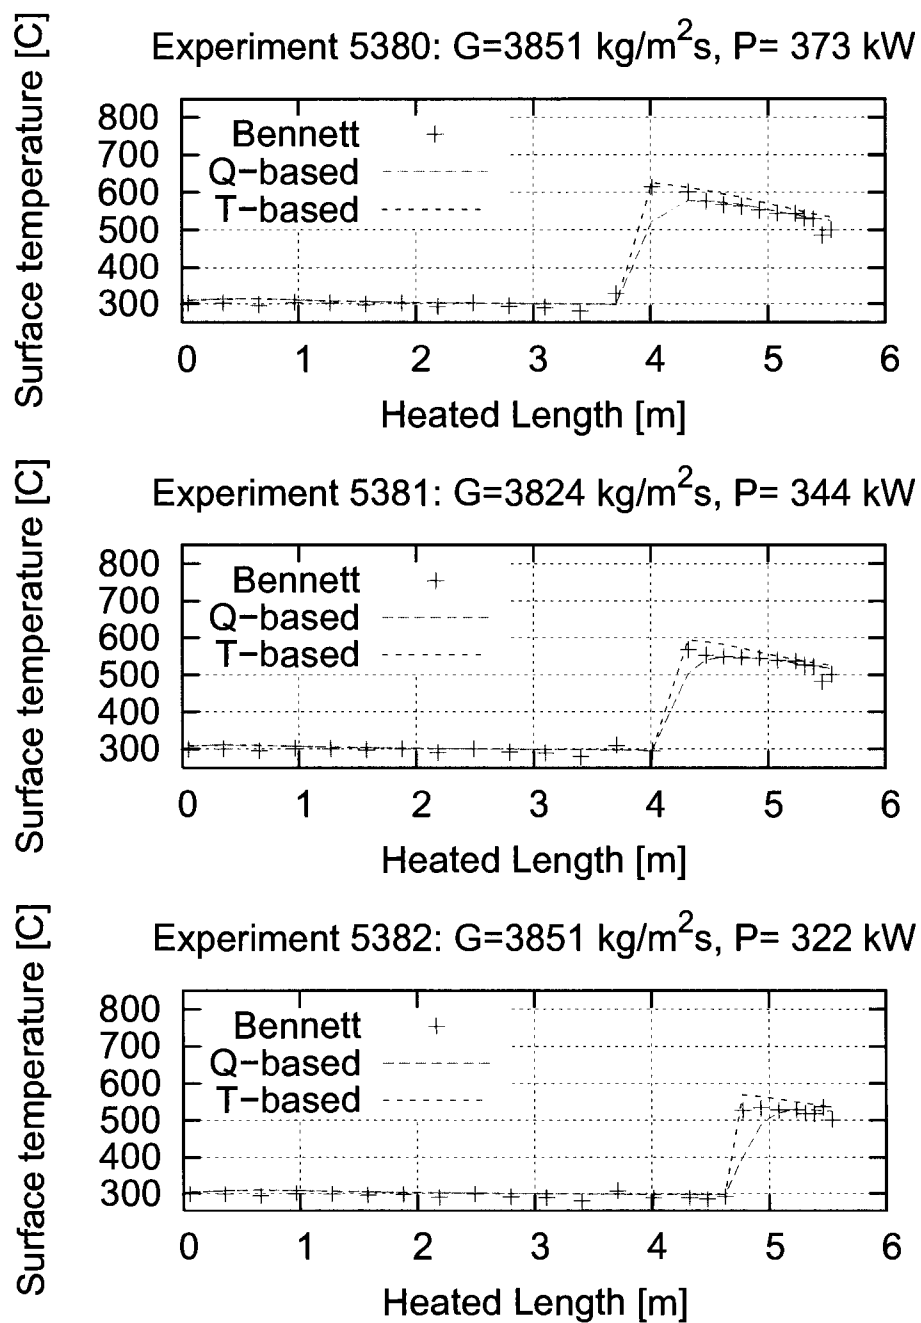 Experiment 5380: G=3851 kg/m²s, P= 373 kW
Surface temperature [C]
800
700
600
500
400
300
Bennett
Q−based
T−based
0 1 2 3 4 5 6
Heated Length [m]
Experiment 5381: G=3824 kg/m²s, P= 344 kW
Surface temperature [C]
800
700
600
500
400
300
Bennett
Q−based
T−based
0 1 2 3 4 5 6
Heated Length [m]
Experiment 5382: G=3851 kg/m²s, P= 322 kW
Surface temperature [C]
800
700
600
500
400
300
Bennett
Q−based
T−based
0 1 2 3 4 5 6
Heated Length [m]